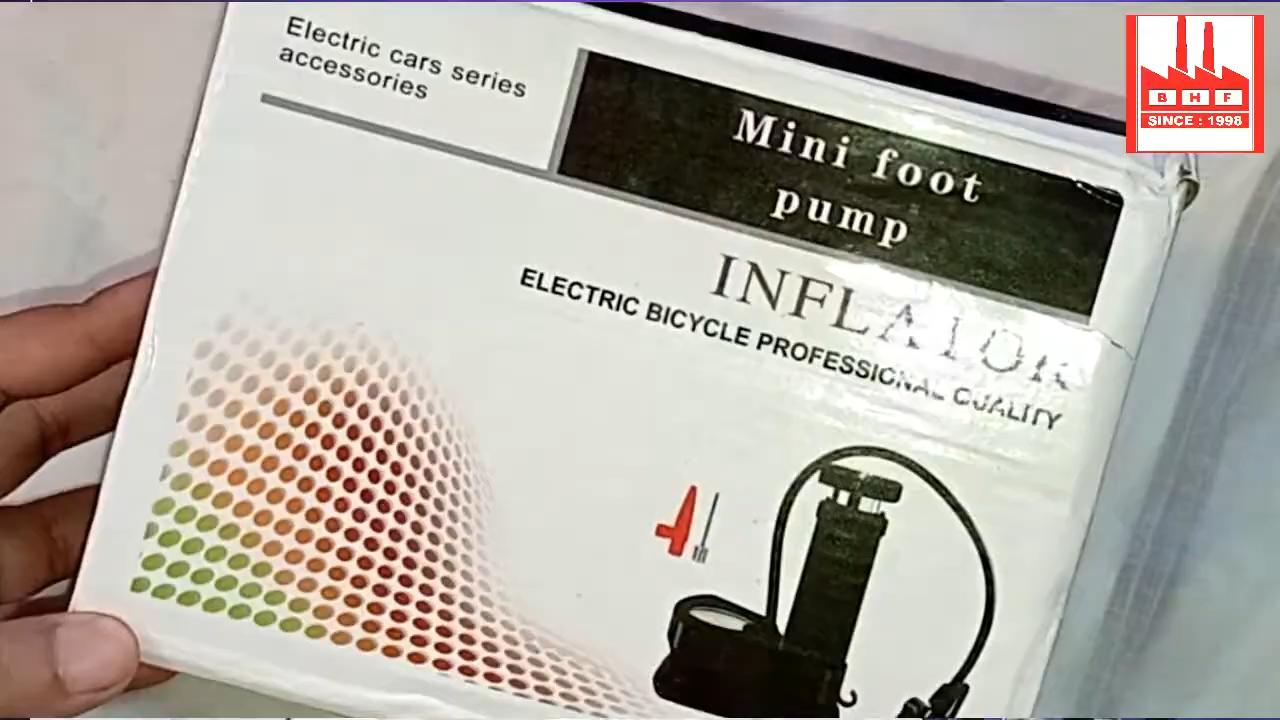 Electric cars series
accessories
Mini foot
pump
INFLATOR
ELECTRIC BICYCLE PROFESSIONAL QUALITY
B H F
SINCE : 1998